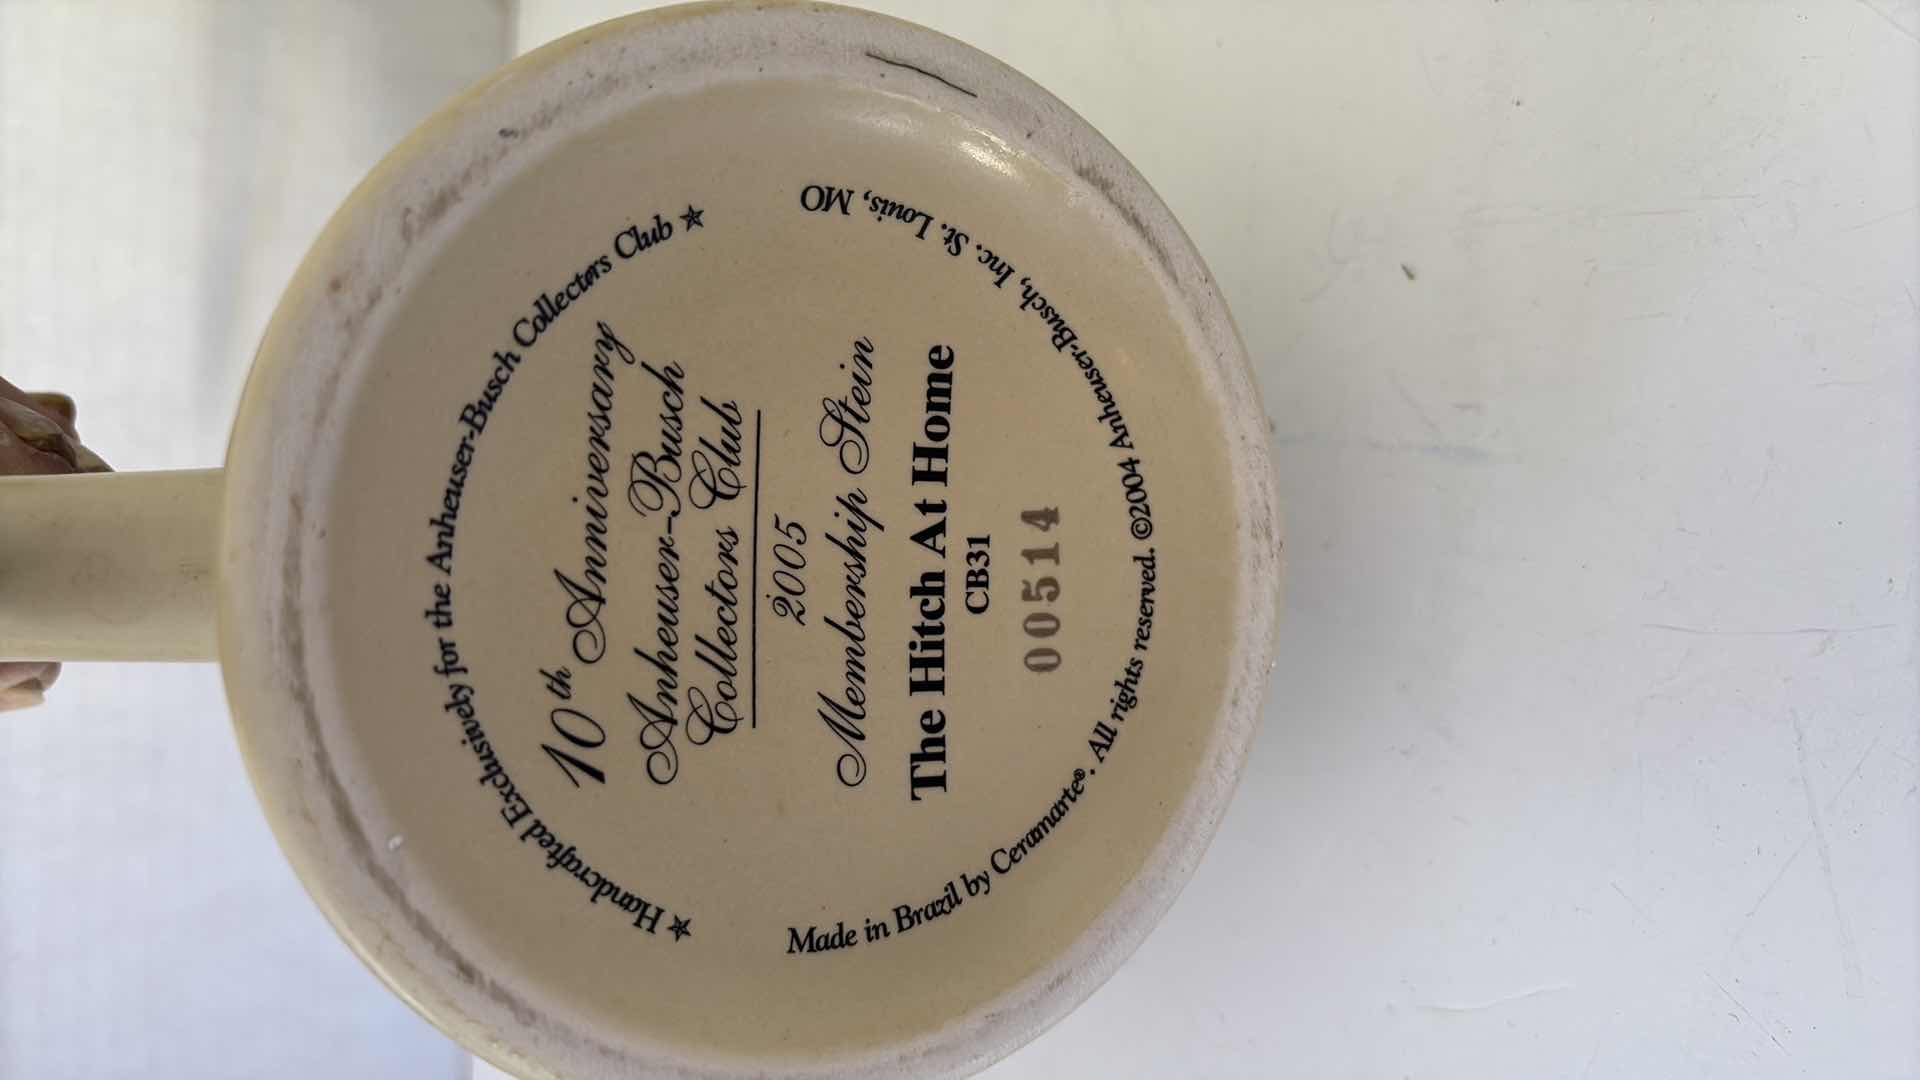 ☆ Handcrafted Exclusively for the Anheuser-Busch Collectors Club ☆
10th Anniversary
Anheuser-Busch
Collectors Club
2005
Membership Stein
The Hitch At Home
CB31
00514
Made in Brazil by Ceramarte®. All rights reserved. ©2004 Anheuser-Busch, Inc. St. Louis, MO